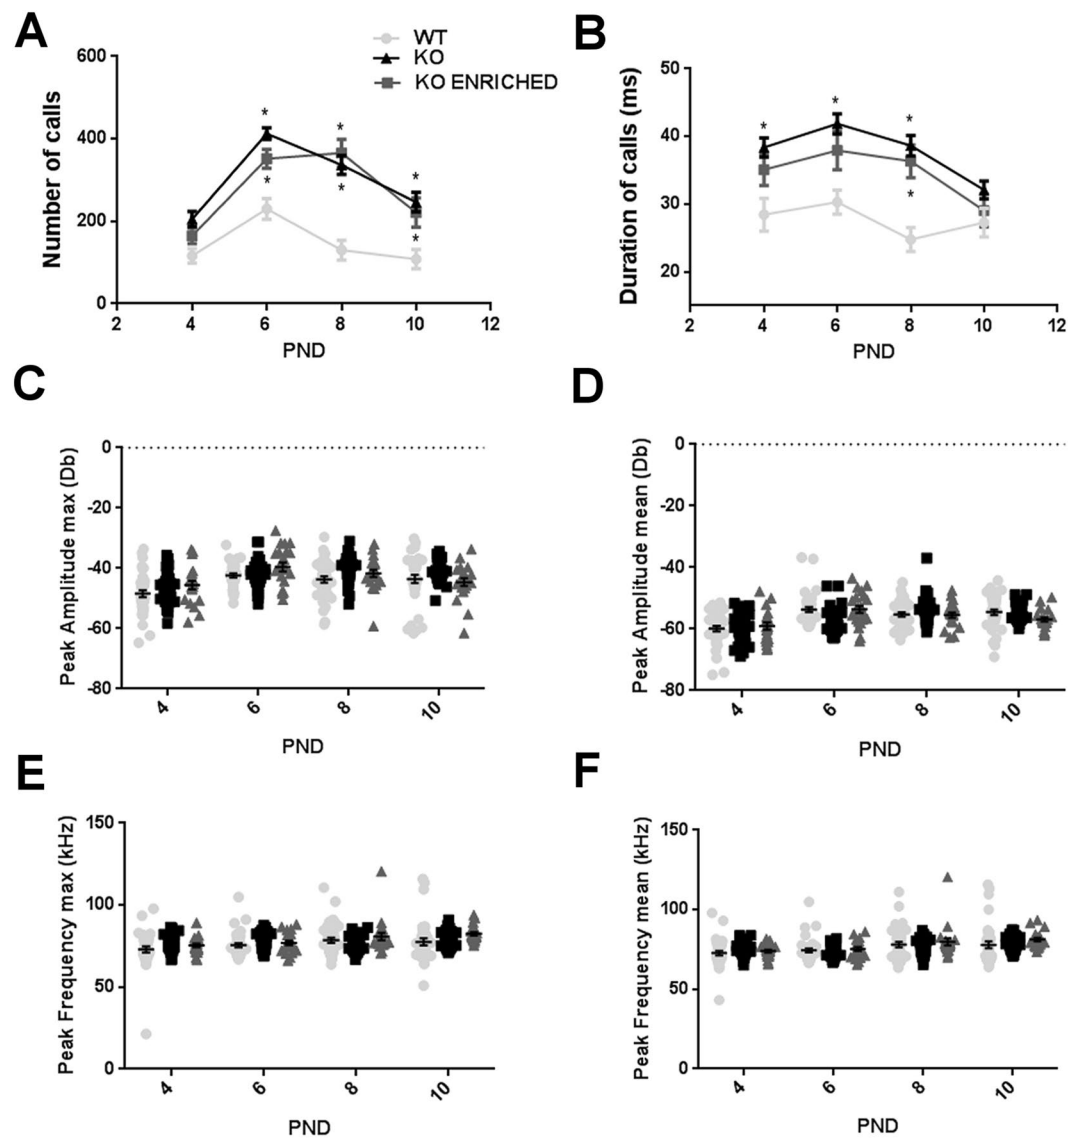 A
WT
KO
KO ENRICHED
Number of calls
600
400
200
0
* * *
* * *
2 4 6 8 10 12
PND
B
Duration of calls (ms)
50
40
30
20
* * *
*
2 4 6 8 10 12
PND
C
Peak Amplitude max (Db)
0
-20
-40
-60
-80
4 6 8 10
PND
D
Peak Amplitude mean (Db)
0
-20
-40
-60
-80
4 6 8 10
PND
E
Peak Frequency max (kHz)
150
100
50
0
4 6 8 10
PND
F
Peak Frequency mean (kHz)
150
100
50
0
4 6 8 10
PND